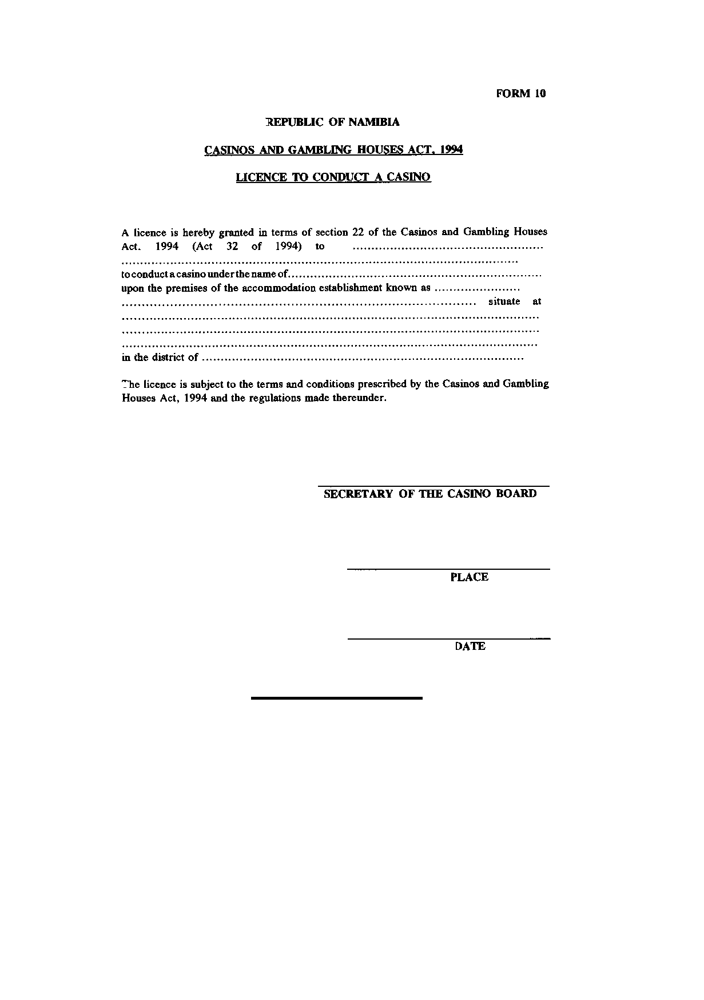 FORM 10
REPUBLIC OF NAMIBIA
CASINOS AND GAMBLING HOUSES ACT, 1994
LICENCE TO CONDUCT A CASINO
A licence is hereby granted in terms of section 22 of the Casinos and Gambling Houses
Act. 1994 (Act 32 of 1994) to ..................................................
..........................................................................................................
to conduct a casino under the name of....................................................................
upon the premises of the accommodation establishment known as .......................
............................................................................................... situate at
................................................................................................................
................................................................................................................
................................................................................................................
in the district of ......................................................................................
The licence is subject to the terms and conditions prescribed by the Casinos and Gambling
Houses Act, 1994 and the regulations made thereunder.
SECRETARY OF THE CASINO BOARD
PLACE
DATE